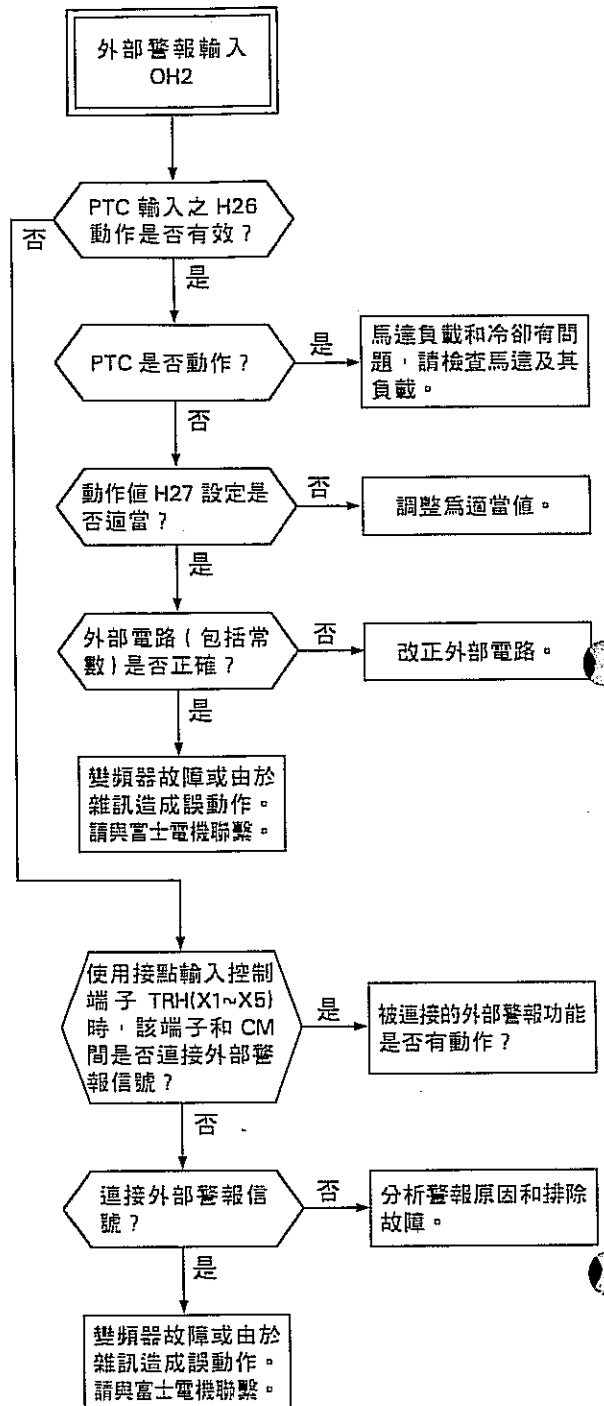 外部警報輸入
OH2
PTC 輸入之 H26
動作是否有效？
否
是
PTC 是否動作？
是
馬達負載和冷卻有問
題，請檢查馬達及其
負載。
否
動作値 H27 設定是
否適當？
否
調整爲適當値。
是
外部電路（包括常
數）是否正確？
否
改正外部電路。
是
變頻器故障或由於
雜訊造成誤動作。
請與富士電機聯繫。
使用接點輸入控制
端子 TRH(X1~X5)
時，該端子和 CM
間是否連接外部警
報信號？
是
被連接的外部警報功能
是否有動作？
否
連接外部警報信
號？
否
分析警報原因和排除
故障。
是
變頻器故障或由於
雜訊造成誤動作。
請與富士電機聯繫。